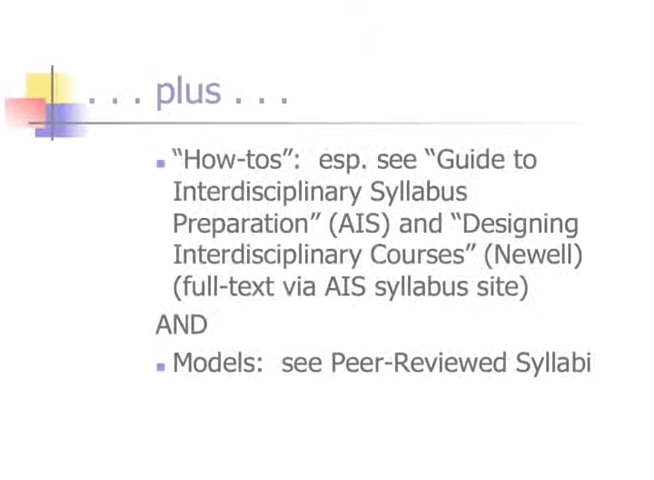 . . . plus . . .
“How-tos”: esp. see “Guide to
Interdisciplinary Syllabus
Preparation” (AIS) and “Designing
Interdisciplinary Courses” (Newell)
(full-text via AIS syllabus site)
AND
Models: see Peer-Reviewed Syllabi